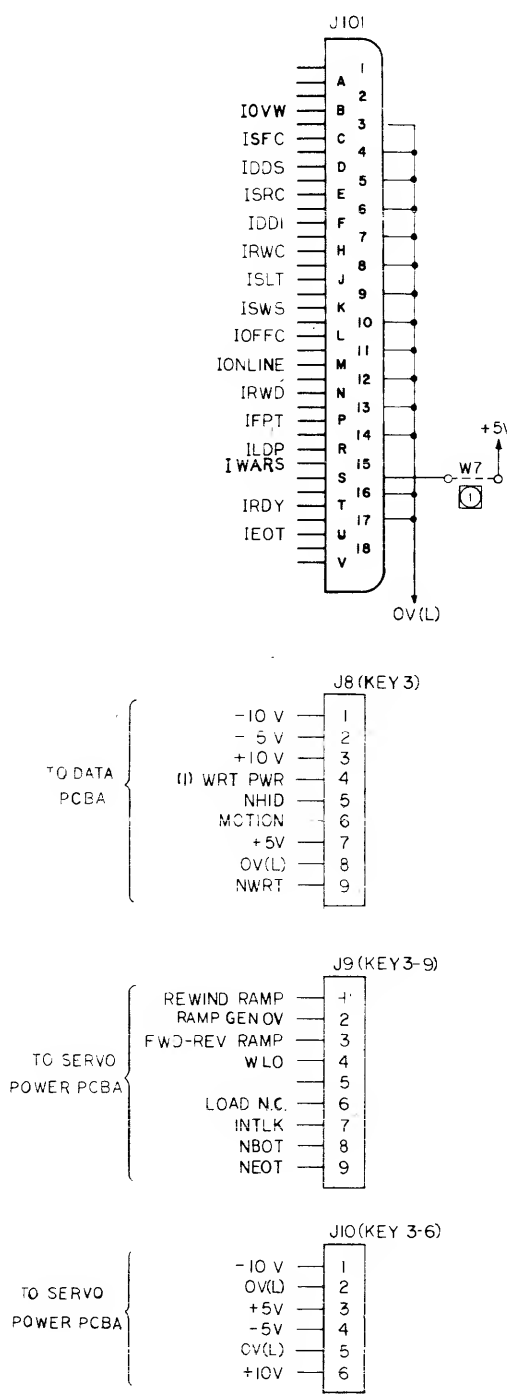 J101
1
A
2
IOVW B
3
ISFC C
4
IDDS D
5
ISRC E
6
IDDI F
7
IRWC H
8
ISLT J
9
ISWS K
10
IOFFC L
11
IONLINE M
12
IRWD N
13
IFPT P
14
ILDP R
IWARS 15
S
16
IRDY T
17
IEOT U
18
V
+5V
W7
1
OV(L)
J8 (KEY 3)
TO DATA
PCBA
-10 V 1
- 5 V 2
+10 V 3
(1) WRT PWR 4
NHID 5
MOTION 6
+5V 7
OV(L) 8
NWRT 9
J9 (KEY 3-9)
TO SERVO
POWER PCBA
REWIND RAMP 1
RAMP GEN OV 2
FWD-REV RAMP 3
WLO 4
5
LOAD N.C. 6
INTLK 7
NBOT 8
NEOT 9
J10 (KEY 3-6)
TO SERVO
POWER PCBA
-10 V 1
OV(L) 2
+5V 3
-5V 4
OV(L) 5
+10V 6